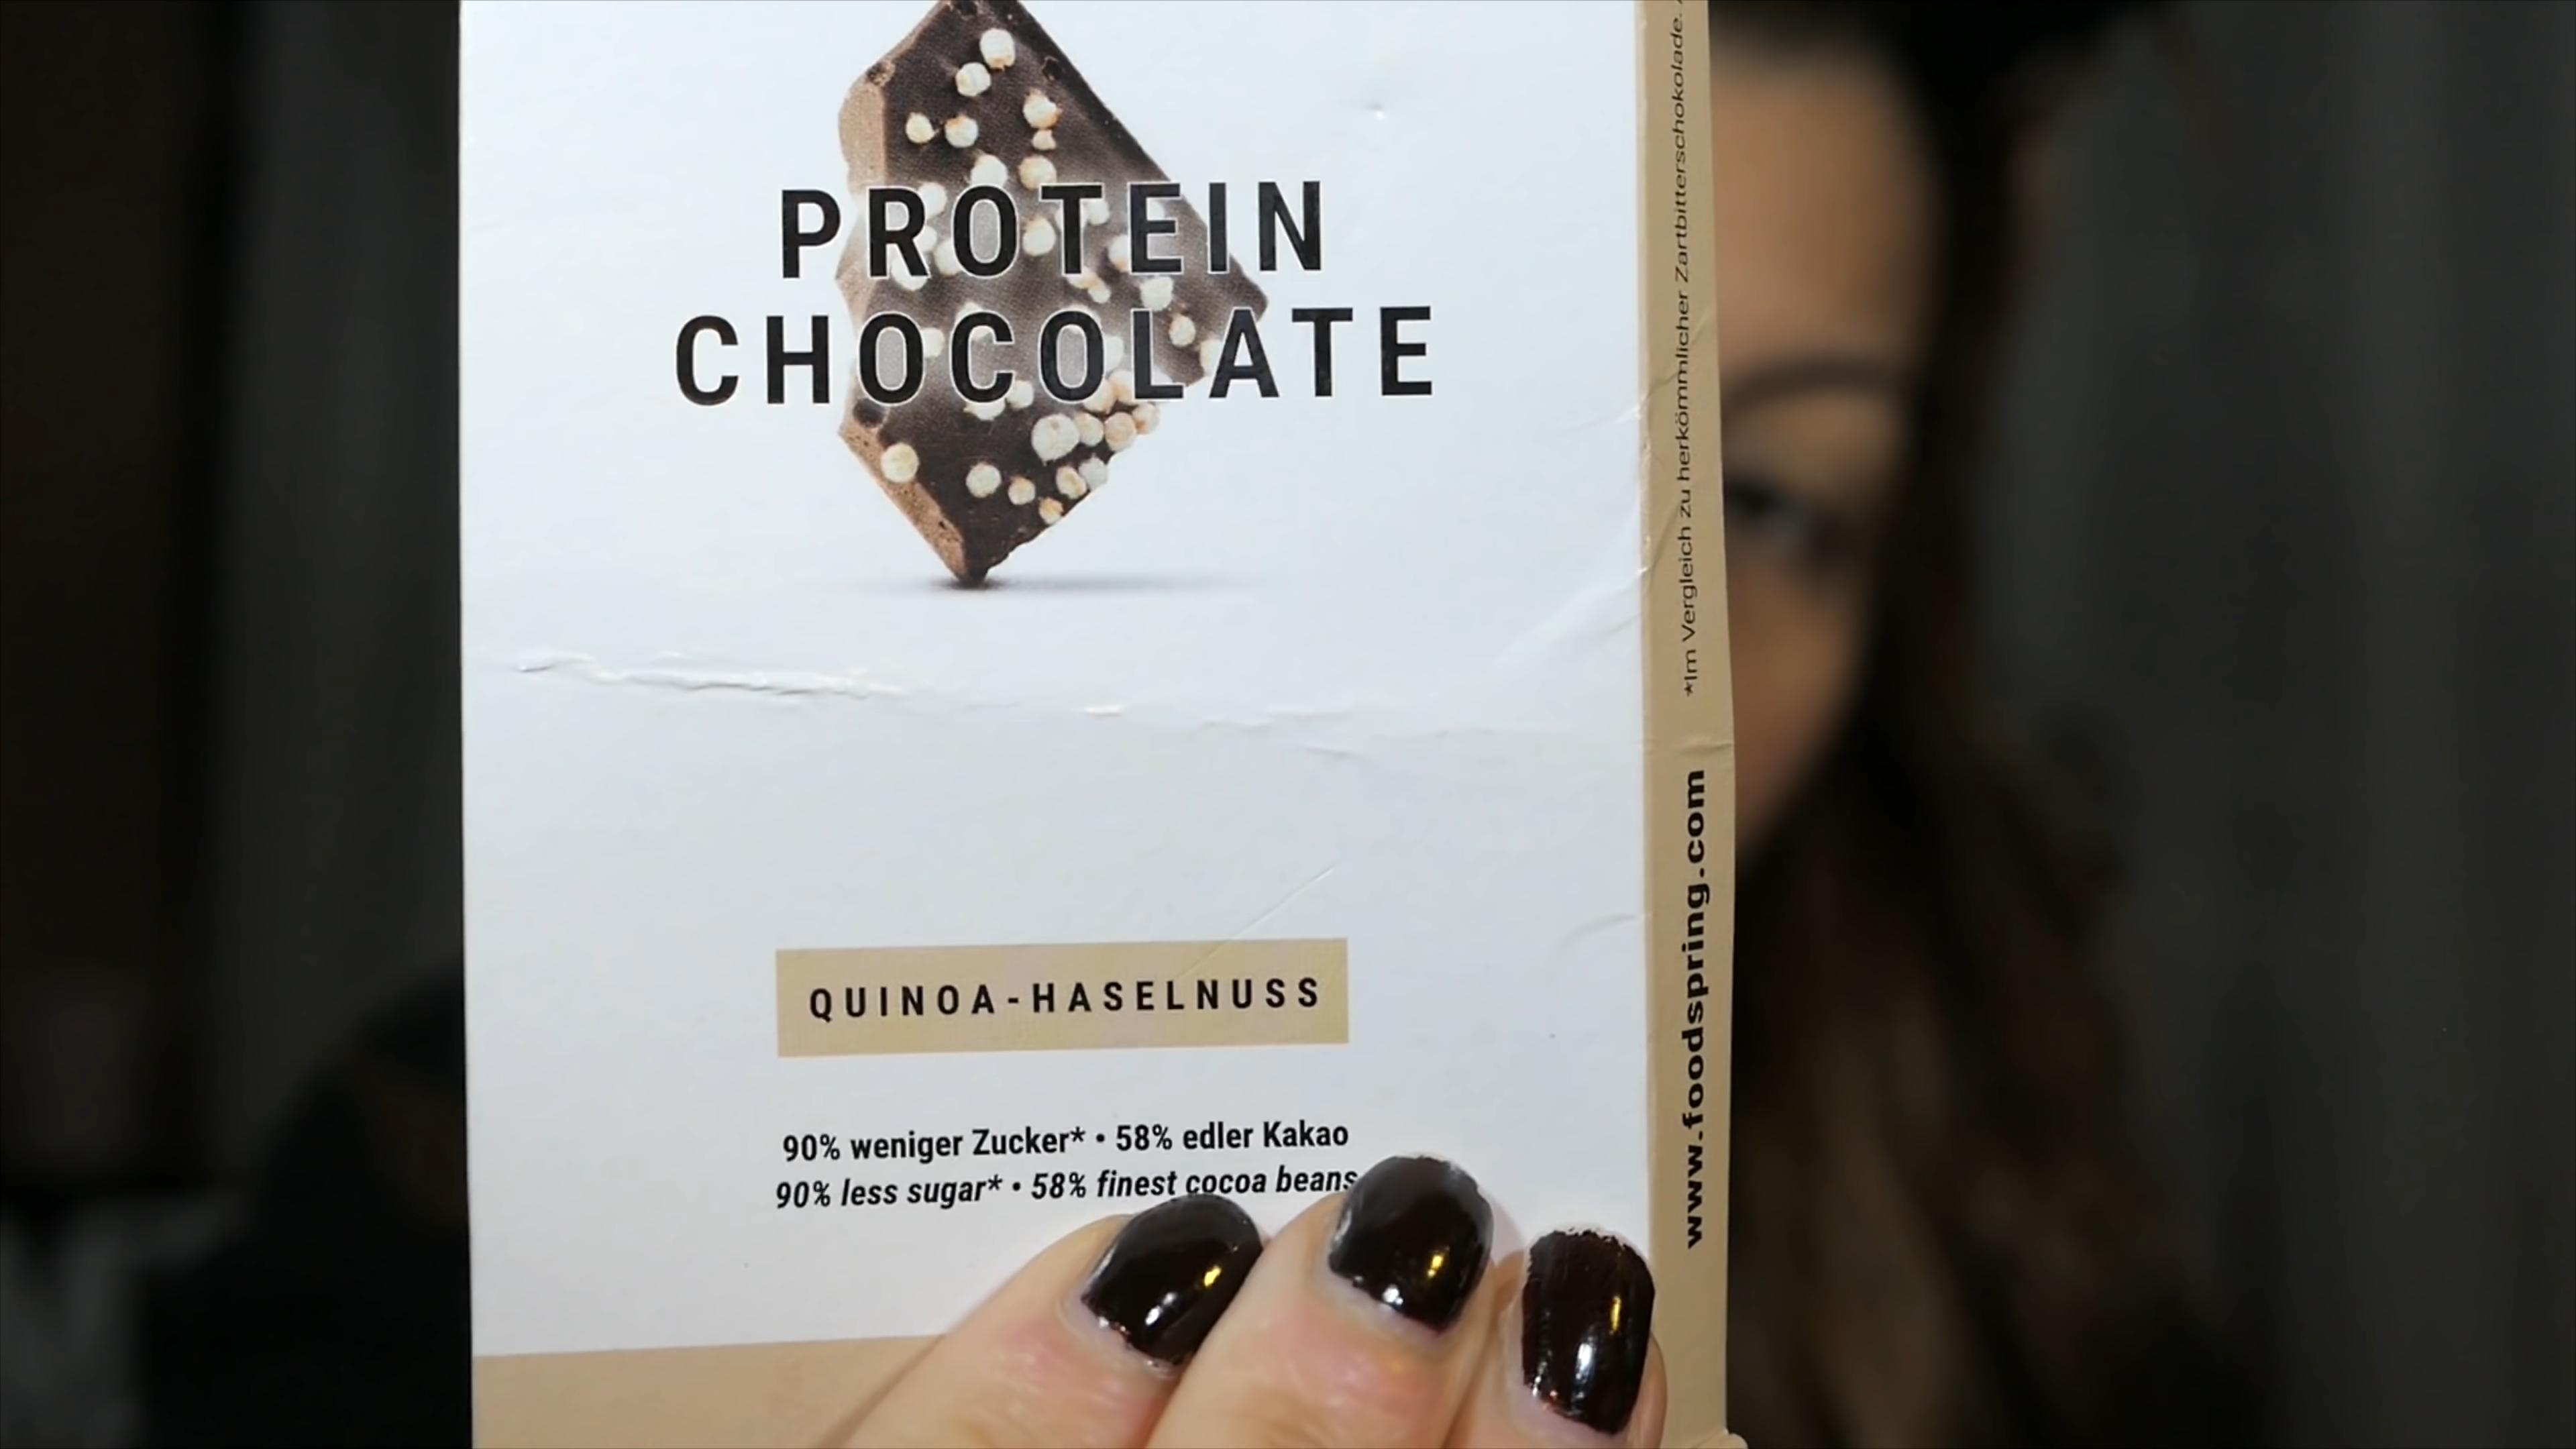 PROTEIN
CHOCOLATE
QUINOA-HASELNUSS
90% weniger Zucker* • 58% edler Kakao
90% less sugar* • 58% finest cocoa beans
*Im Vergleich zu herkömmlicher Zartbitterschokolade.
www.foodspring.com